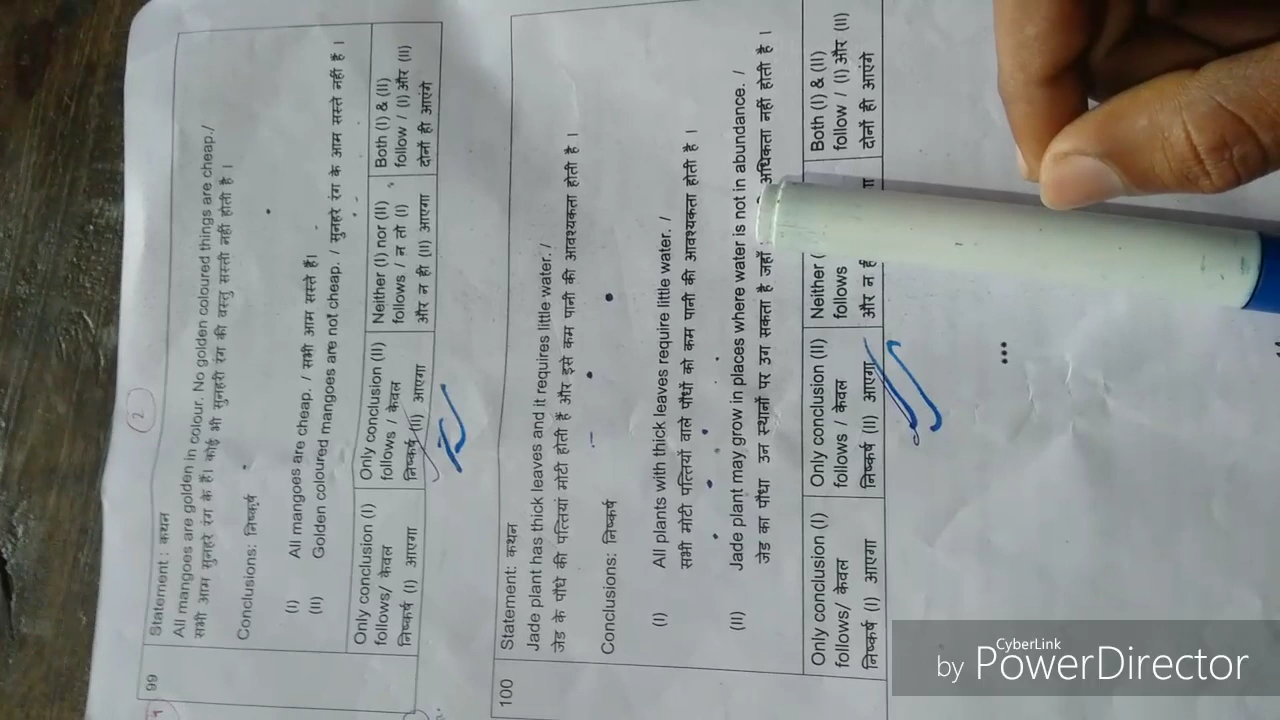 2
99
Statement : कथन
All mangoes are golden in colour. No golden coloured things are cheap./
सभी आम सुनहरे रंग के हैं। कोई भी सुनहरी रंग की वस्तु सस्ती नहीं होती है ।
Conclusions: निष्कर्ष
(I) All mangoes are cheap. / सभी आम सस्ते हैं।
(II) Golden coloured mangoes are not cheap. / सुनहरे रंग के आम सस्ते नहीं है ।
Only conclusion (I) follows/ केवल निष्कर्ष (I) आएगा
Only conclusion (II) follows / केवल निष्कर्ष (II) आएगा
Neither (I) nor (II) follows / न तो (I) और न ही (II) आएगा
Both (I) & (II) follow / (I) और (II) दोनों ही आएंगे
100
Statement: कथन
Jade plant has thick leaves and it requires little water. /
जेड के पौधे की पत्तियां मोटी होती हैं और इसे कम पानी की आवश्यकता होती है ।
Conclusions: निष्कर्ष
(I) All plants with thick leaves require little water. /
सभी मोटी पत्तियों वाले पौधों को कम पानी की आवश्यकता होती है ।
(II) Jade plant may grow in places where water is not in abundance. /
जेड का पौधा उन स्थानों पर उग सकता है जहाँ अधिकता नहीं होती है ।
Only conclusion (I) follows/ केवल निष्कर्ष (I) आएगा
Only conclusion (II) follows / केवल निष्कर्ष (II) आएगा
Neither ( follows और न
Both (I) & (II) follow / (I) और (II) दोनों ही आएंगे
•••
CyberLink
by PowerDirector